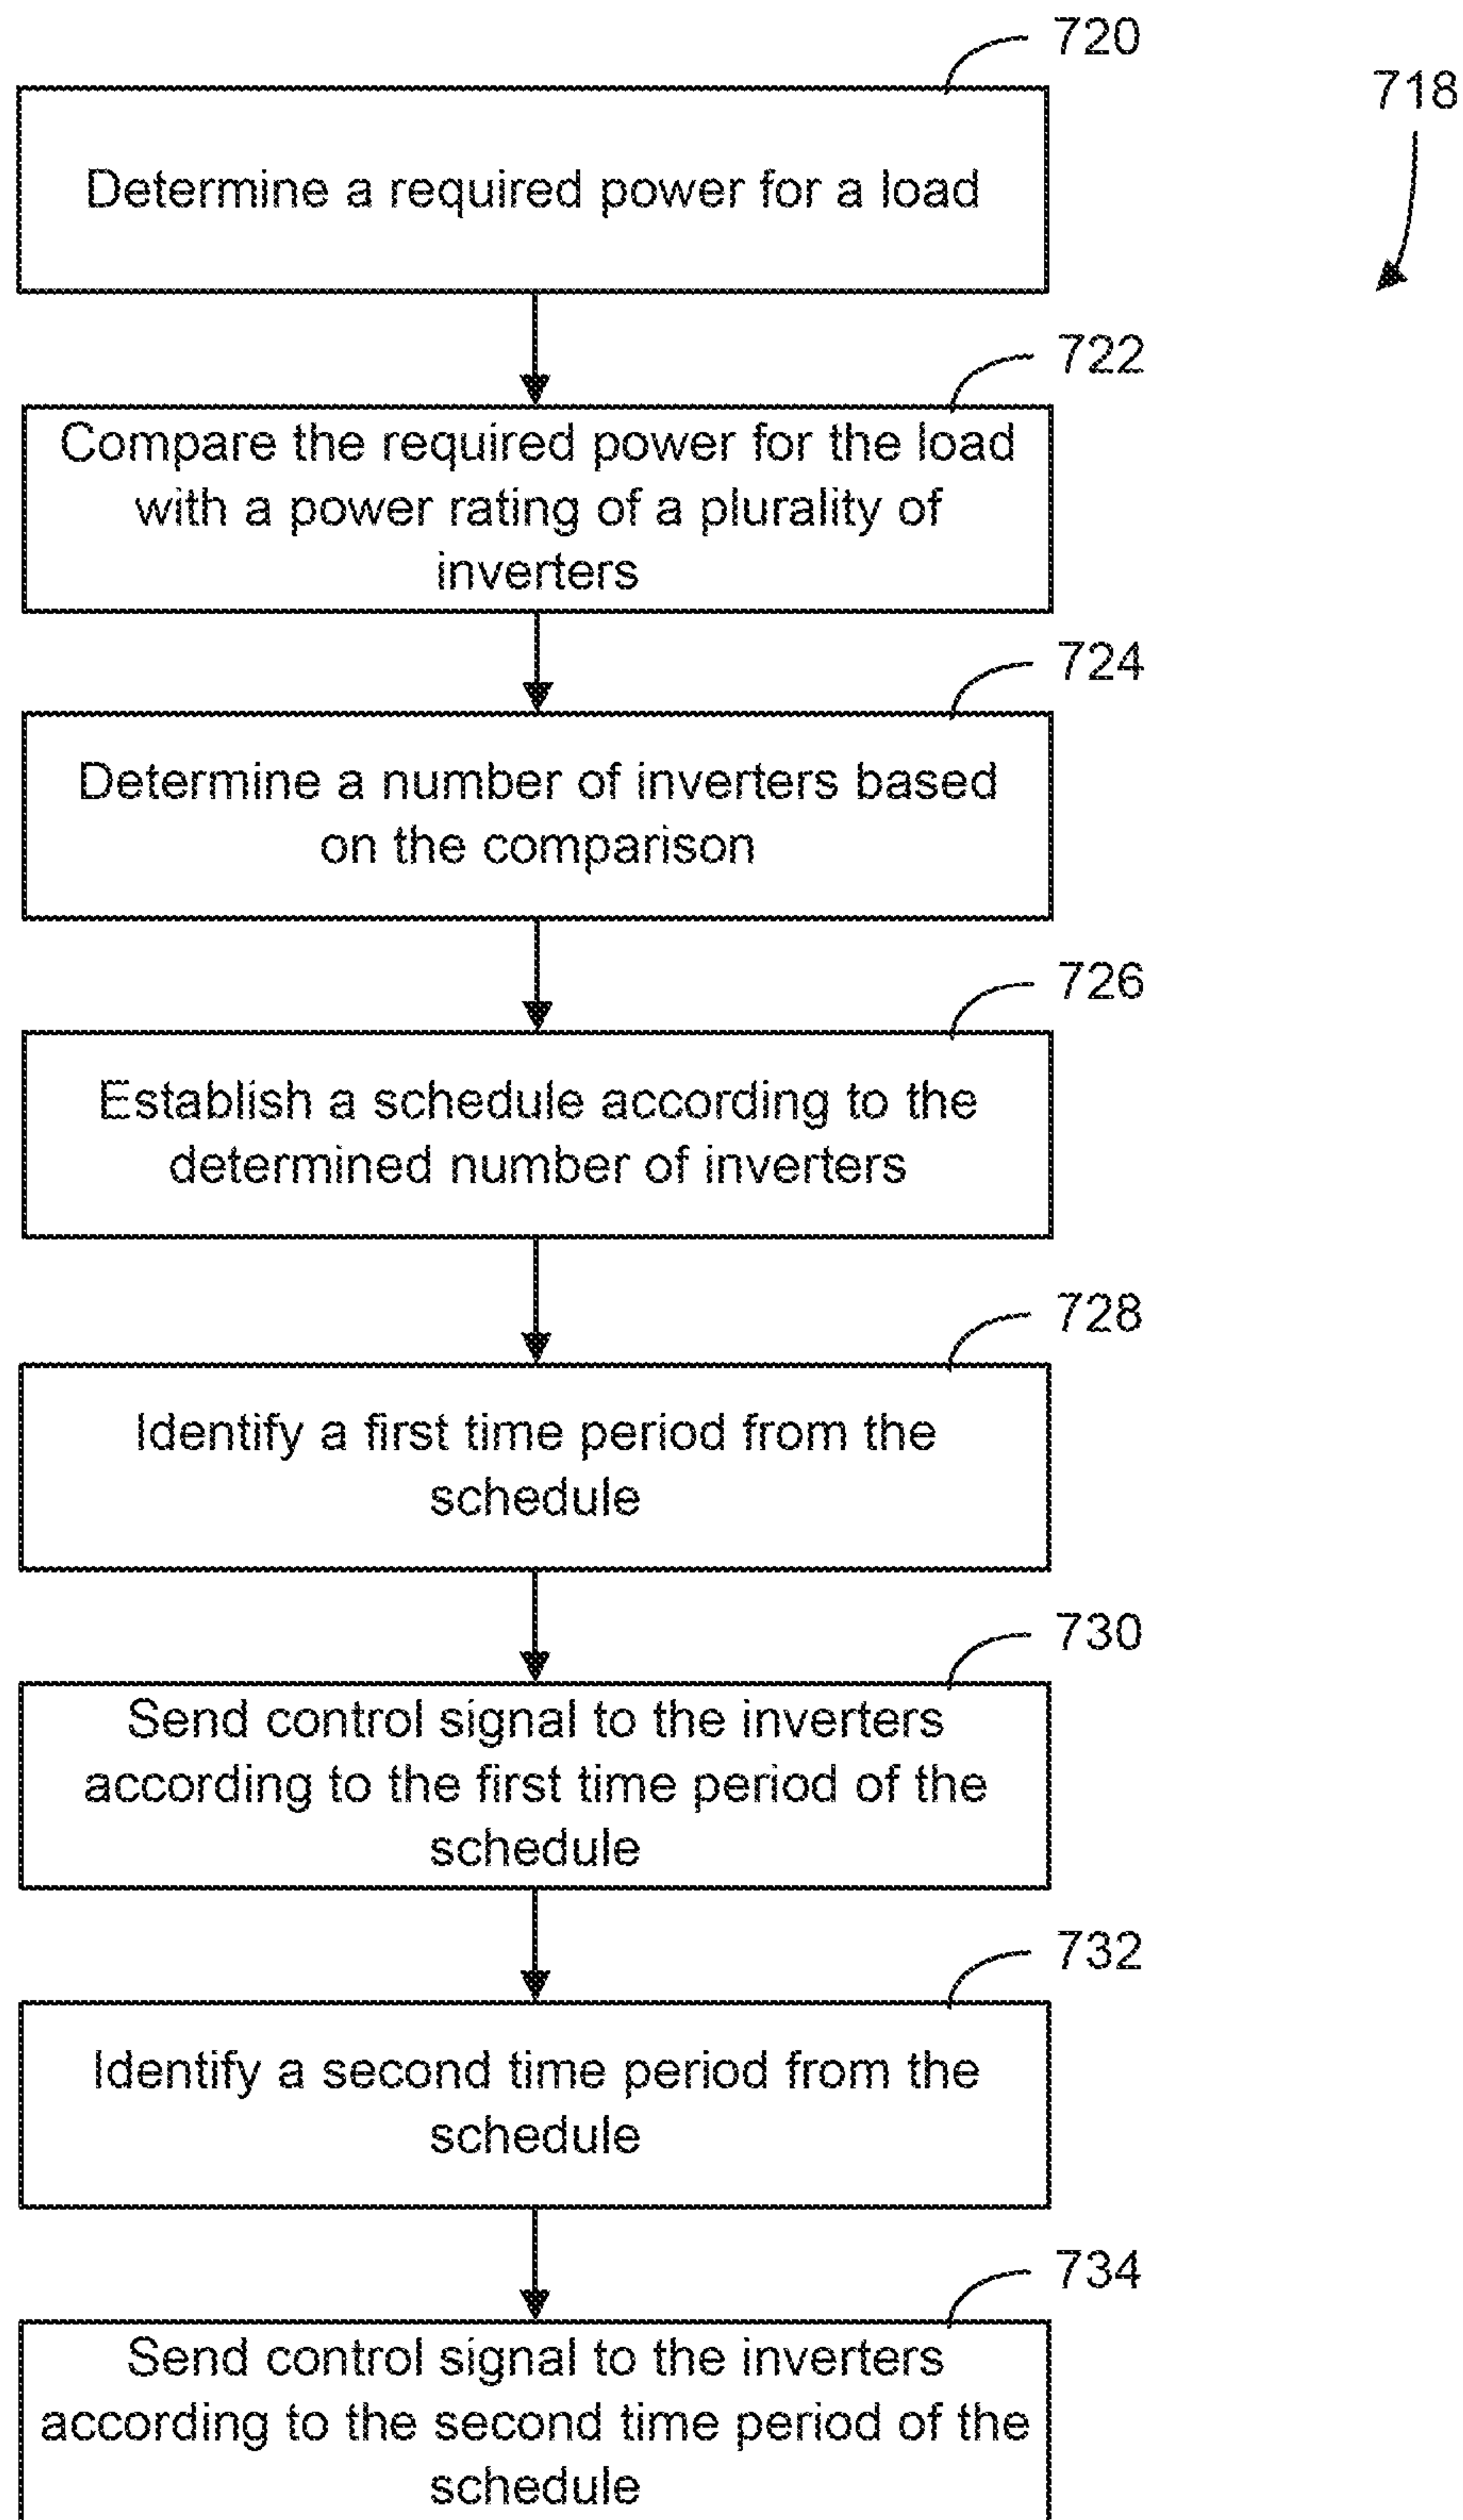 720
718
Determine a required power for a load
722
Compare the required power for the load
with a power rating of a plurality of
inverters
724
Determine a number of inverters based
on the comparison
726
Establish a schedule according to the
determined number of inverters
728
Identify a first time period from the
schedule
730
Send control signal to the inverters
according to the first time period of the
schedule
732
Identify a second time period from the
schedule
734
Send control signal to the inverters
according to the second time period of the
schedule